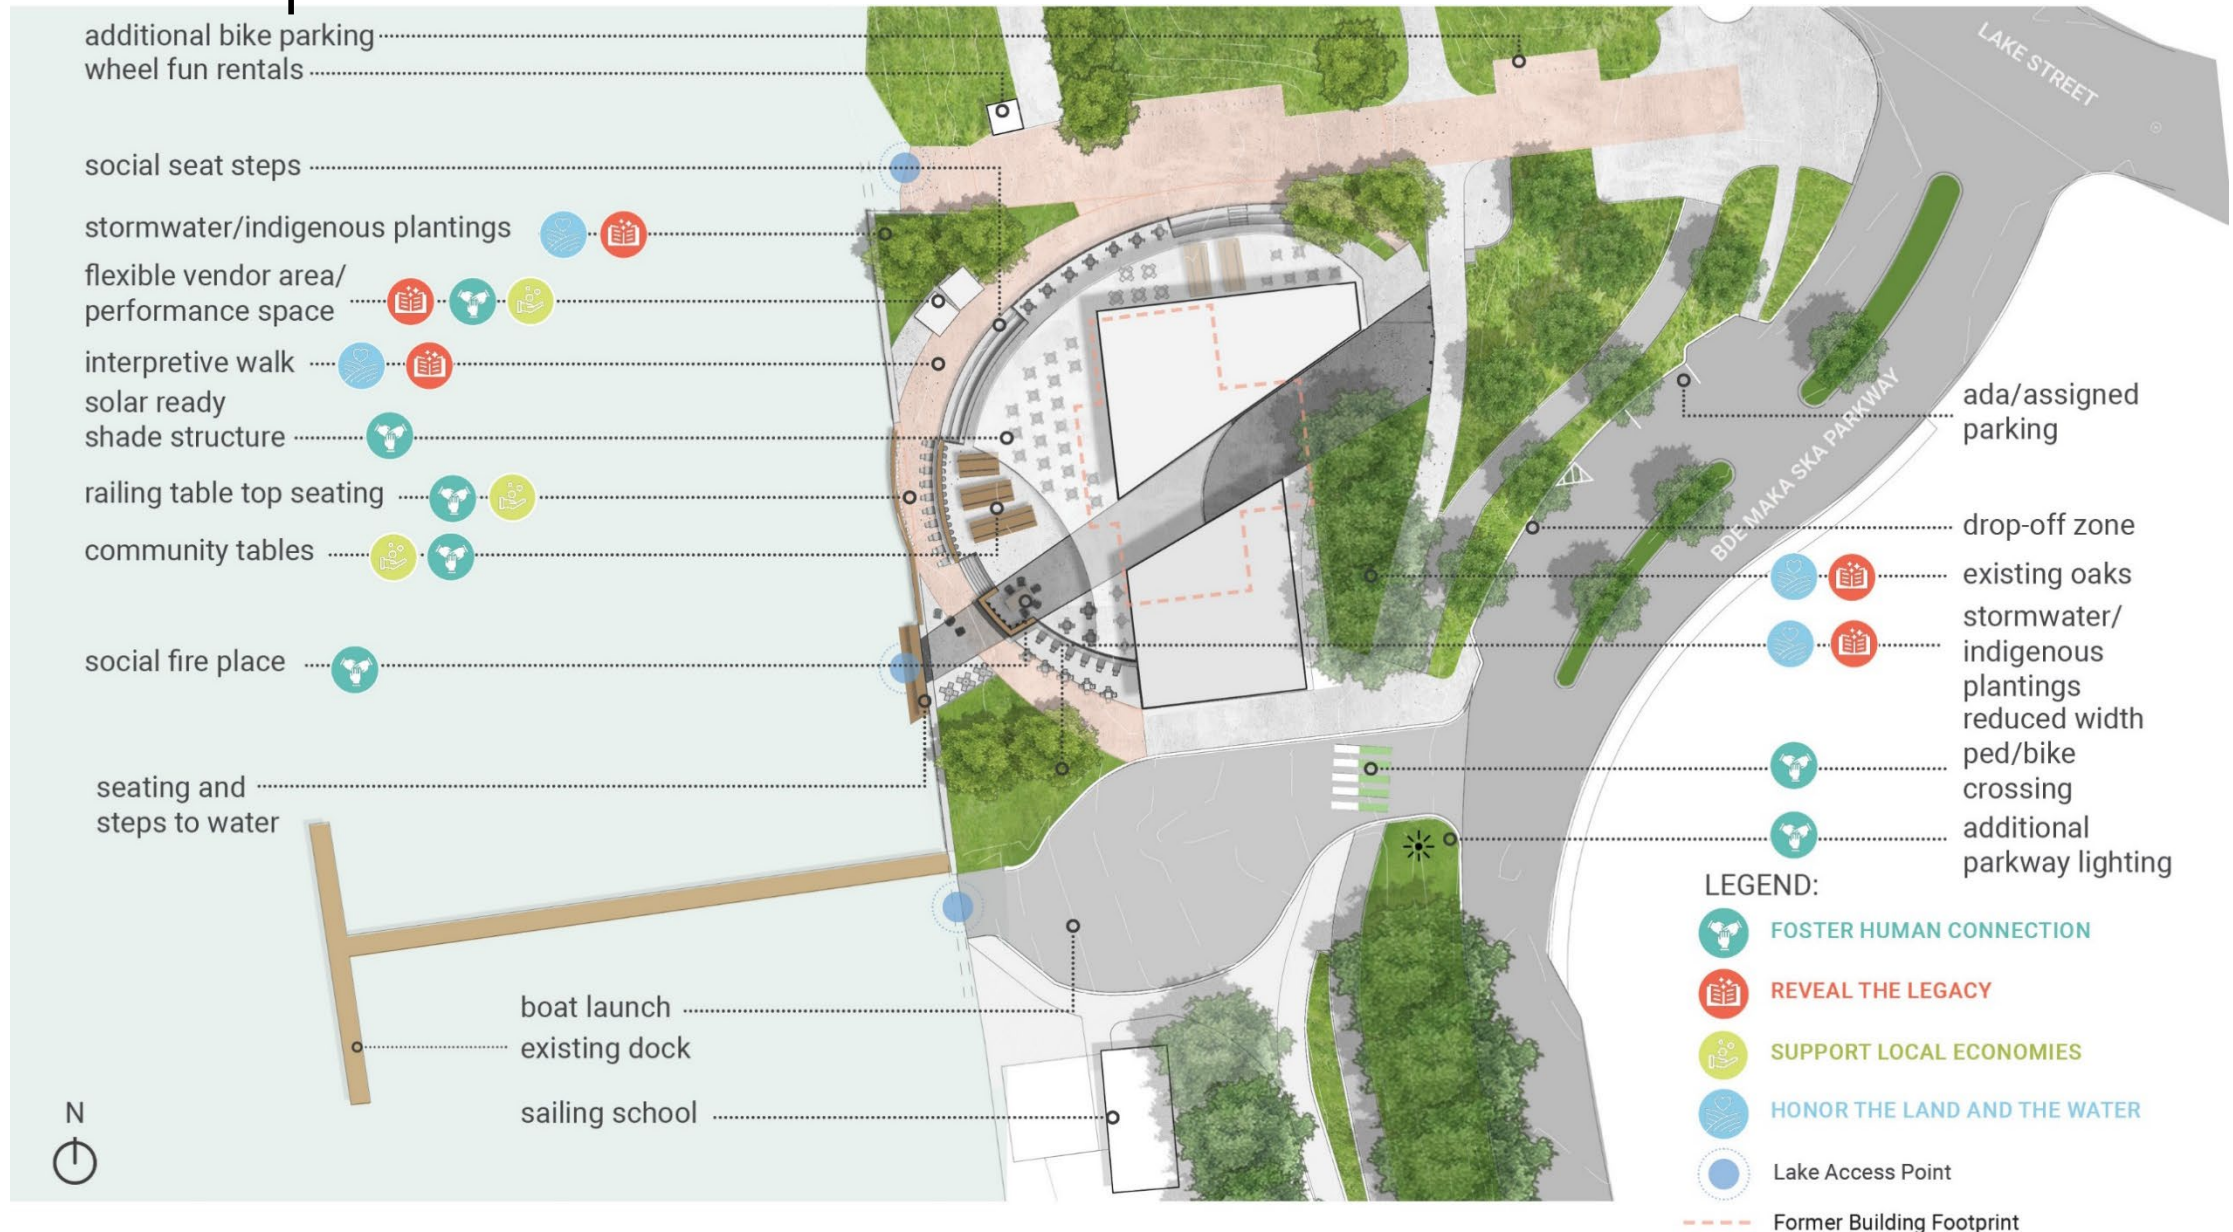 additional bike parking
wheel fun rentals
social seat steps
stormwater/indigenous plantings
flexible vendor area/
performance space
interpretive walk
solar ready
shade structure
railing table top seating
community tables
social fire place
seating and
steps to water
boat launch
existing dock
sailing school
N
LAKE STREET
BDE MAKA SKA PARKWAY
ada/assigned
parking
drop-off zone
existing oaks
stormwater/
indigenous
plantings
reduced width
ped/bike
crossing
additional
parkway lighting
LEGEND:
FOSTER HUMAN CONNECTION
REVEAL THE LEGACY
SUPPORT LOCAL ECONOMIES
HONOR THE LAND AND THE WATER
Lake Access Point
Former Building Footprint